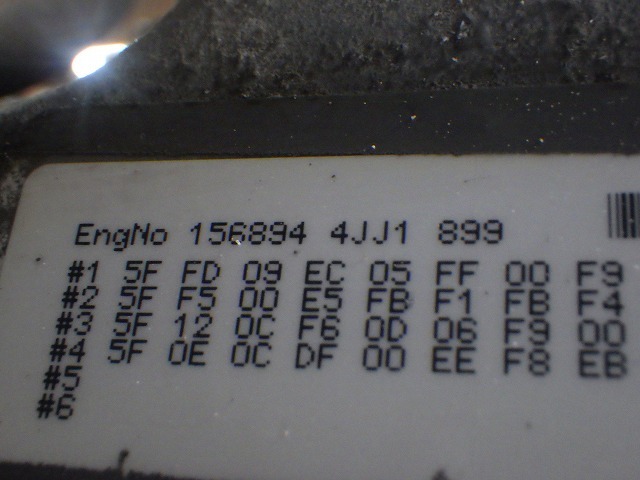 EngNo 156894 4JJ1 899
#1 5F FD 09 EC 05 FF 00 F9
#2 5F F5 00 E5 FB F1 FB F4
#3 5F 12 0C F6 0D 06 F9 00
#4 5F 0E 0C DF 00 EE F8 EB
#5
#6